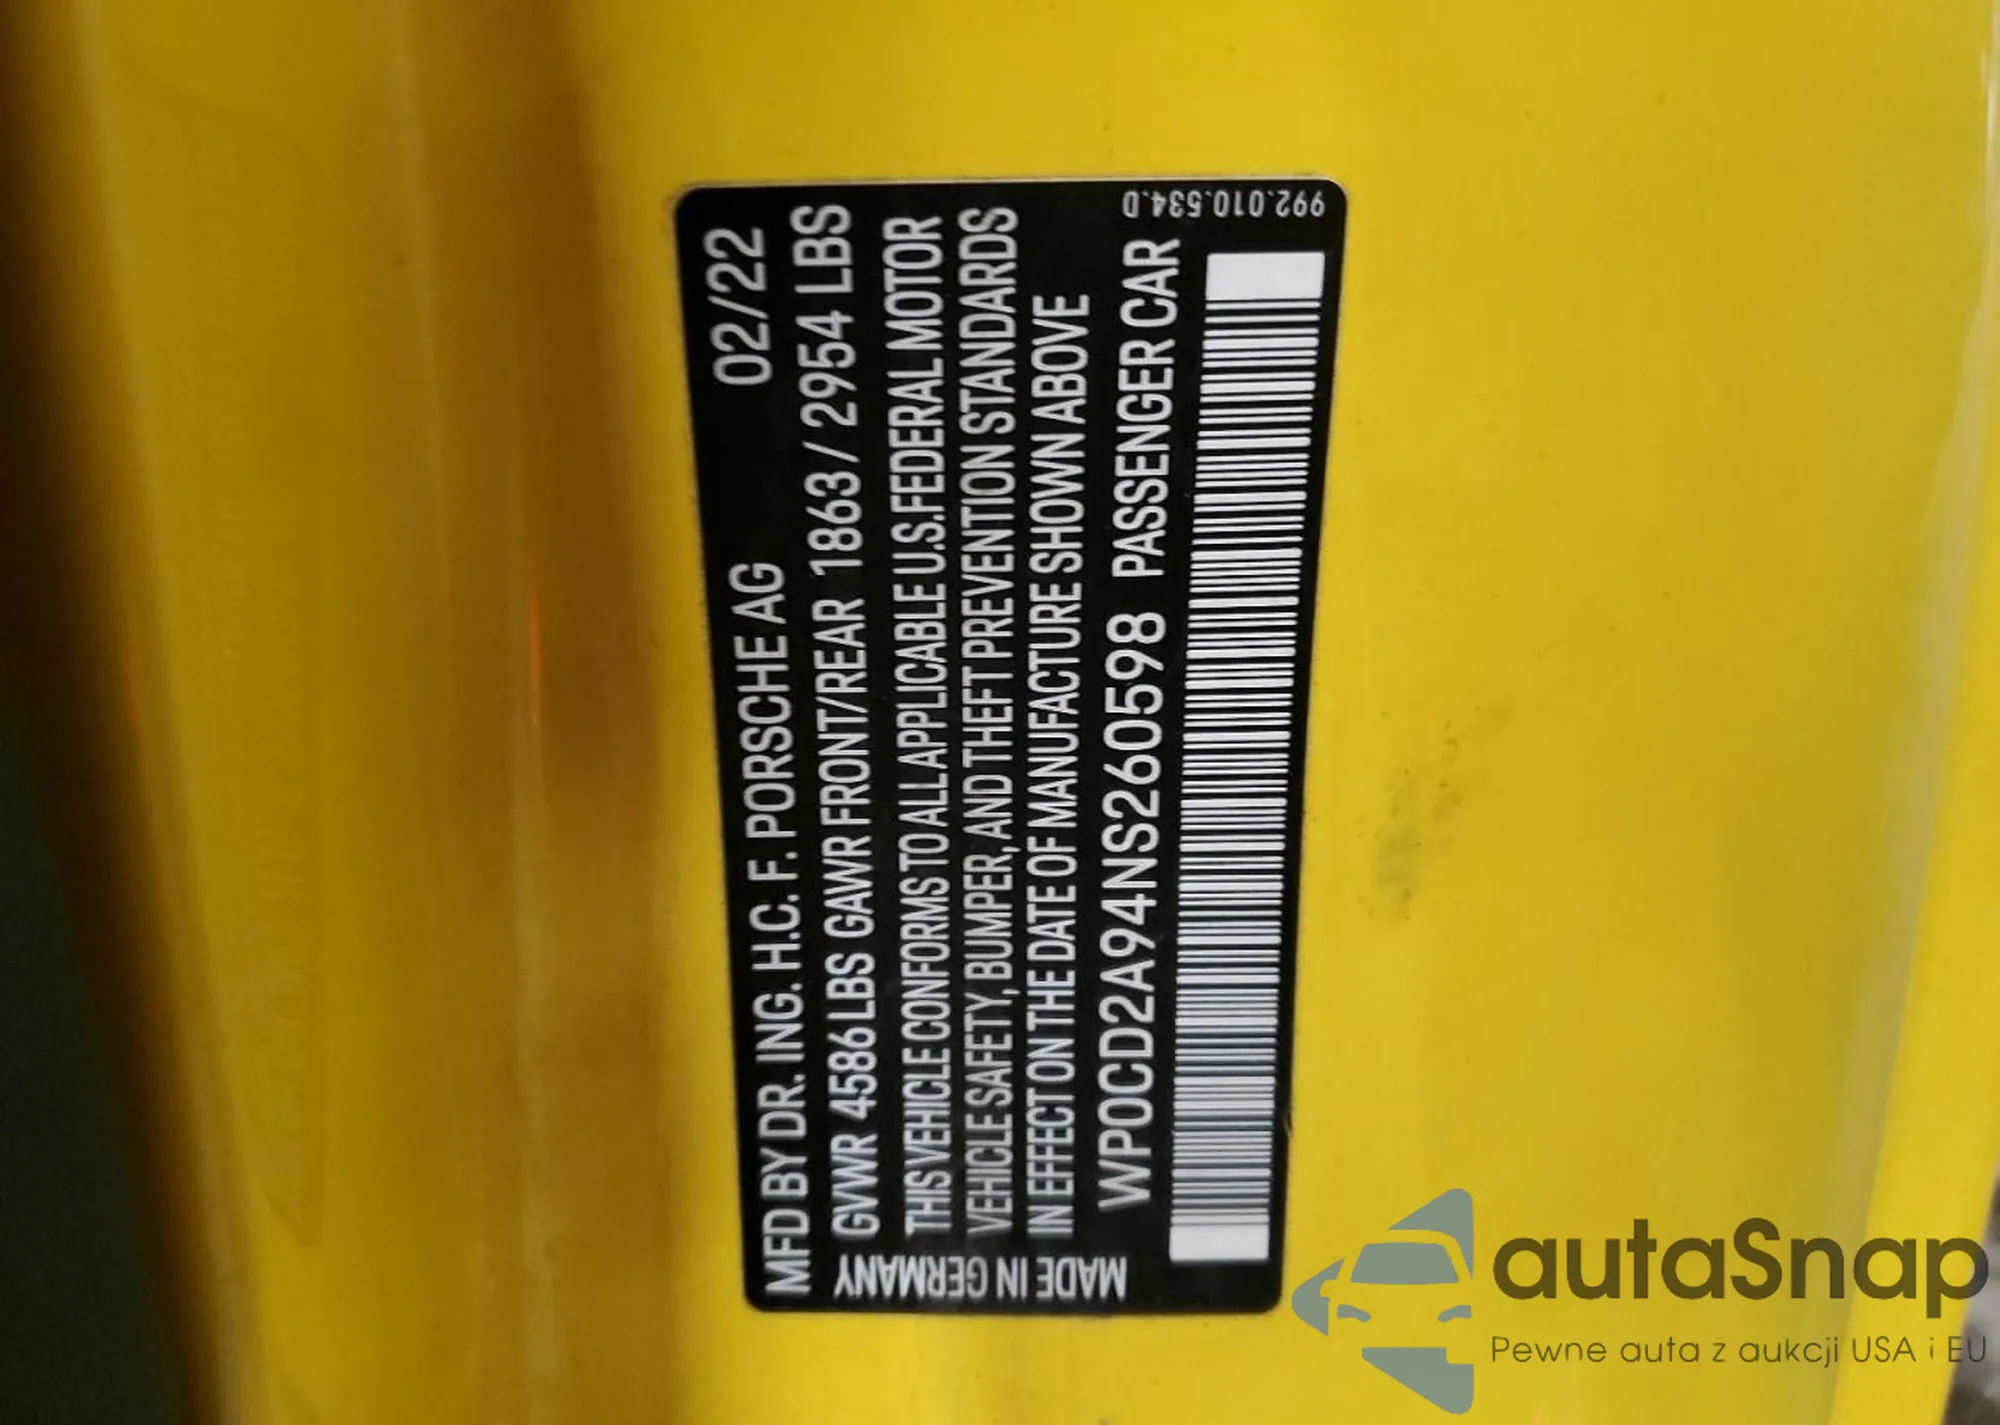 MFD BY DR. ING. H.C. F. PORSCHE AG 02/22
GVWR 4586 LBS GAWR FRONT/REAR 1863 / 2954 LBS
THIS VEHICLE CONFORMS TO ALL APPLICABLE U.S. FEDERAL MOTOR
VEHICLE SAFETY, BUMPER, AND THEFT PREVENTION STANDARDS
IN EFFECT ON THE DATE OF MANUFACTURE SHOWN ABOVE
WP0CD2A94NS260598 PASSENGER CAR
MADE IN GERMANY
992.010.534.D
autaSnap
Pewne auta z aukcji USA i EU